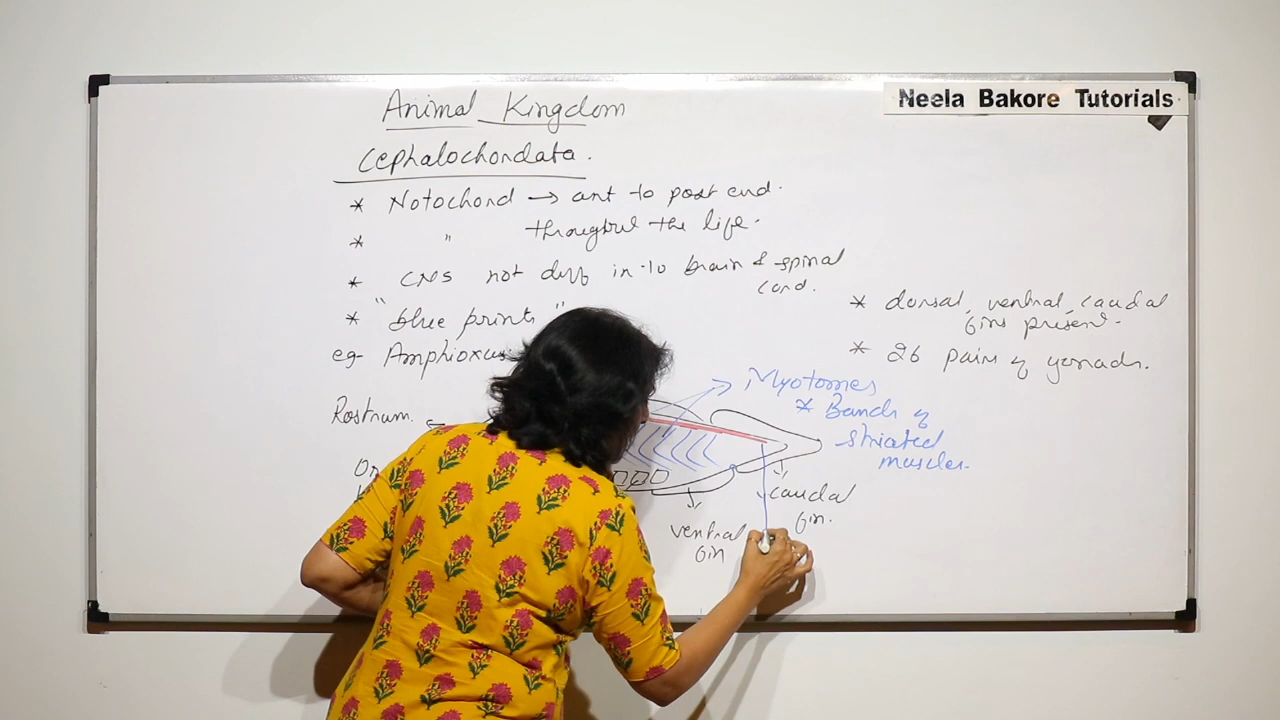 Neela Bakore Tutorials
Animal Kingdom
Cephalochordata.
* Notochord → ant to post end.
* " throughout the life.
* CNS not diff in to brain & spinal
cord.
* "blue prints"
eg- Amphioxus
* dorsal, ventral, caudal
fins present.
* 26 pairs of gonads.
Rostrum.
Myotomes
* Bands of
striated
muscles.
caudal
fin.
ventral
fin